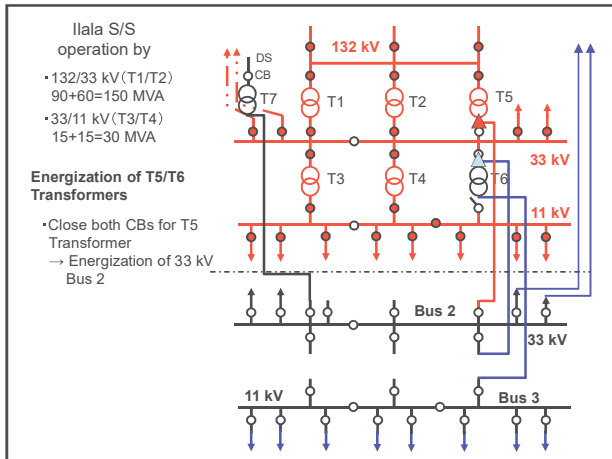 Ilala S/S
operation by
・132/33 kV(T1/T2)
90+60=150 MVA
・33/11 kV(T3/T4)
15+15=30 MVA
Energization of T5/T6
Transformers
・Close both CBs for T5
Transformer
→ Energization of 33 kV
Bus 2
DS
CB
132 kV
T7
T1
T2
T5
33 kV
T3
T4
T6
11 kV
Bus 2
33 kV
11 kV
Bus 3